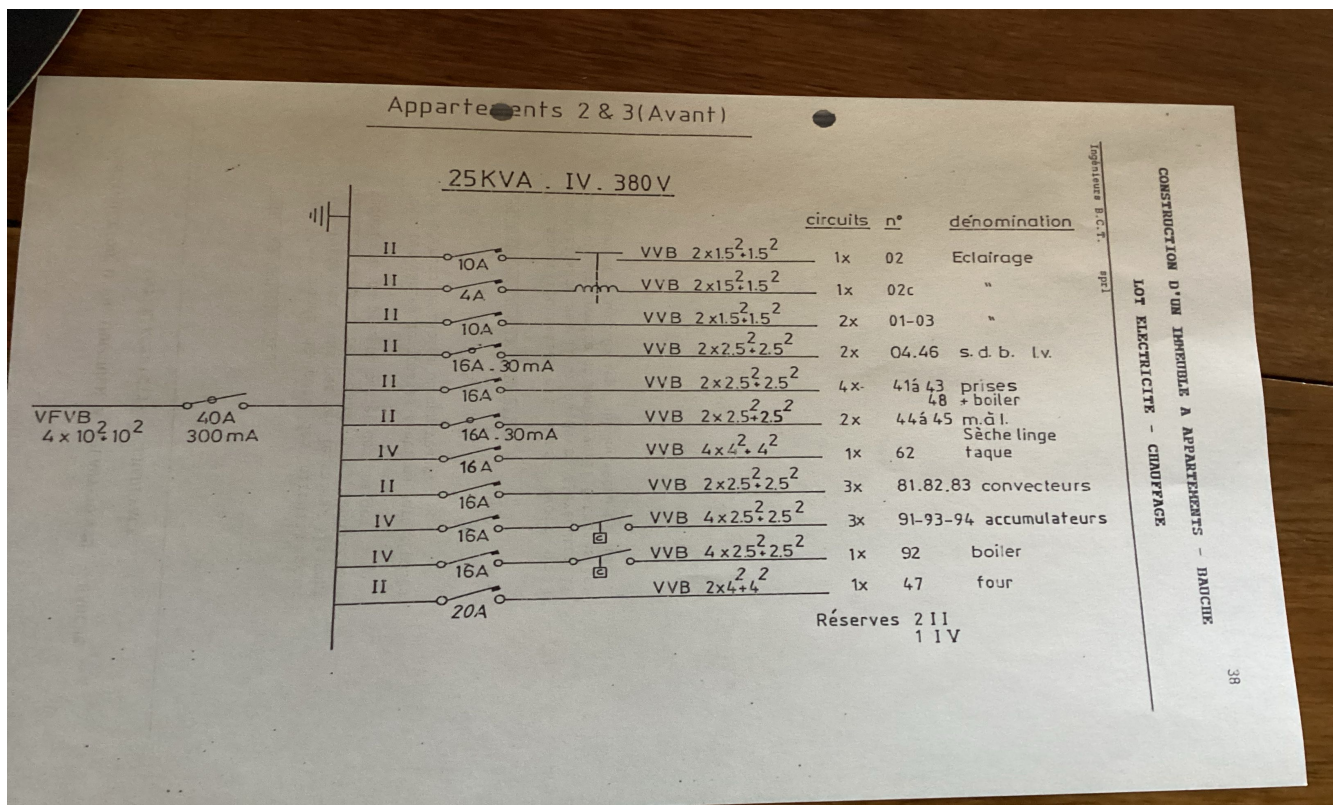 Appartements 2 & 3 (Avant)
25KVA . IV . 380V
circuits n° dénomination
II 10A VVB 2x1.5²+1.5² 1x 02 Eclairage
II 4A VVB 2x15²+1.5² 1x 02c "
II 10A VVB 2x1.5²+1.5² 2x 01-03 "
II 16A - 30mA VVB 2x2.5²+2.5² 2x 04.46 s. d. b. l.v.
II 16A VVB 2x2.5²+2.5² 4x- 41á 43 prises
48 + boiler
II 16A - 30mA VVB 2x2.5²+2.5² 2x 44á 45 m.à l.
Sèche linge
IV 16A VVB 4x4²+4² 1x 62 taque
II 16A VVB 2x2.5²+2.5² 3x 81.82.83 convecteurs
IV 16A c VVB 4x2.5²+2.5² 3x 91-93-94 accumulateurs
IV 16A c VVB 4x2.5²+2.5² 1x 92 boiler
II 20A VVB 2x4²+4² 1x 47 four
Réserves 2 II
1 IV
VFVB 40A
4 x 10²+10² 300mA
CONSTRUCTION D'UN IMMEUBLE A APPARTEMENTS - BAUCHE
LOT ELECTRICITE - CHAUFFAGE
Ingénieurs B.C.T. sprl
38